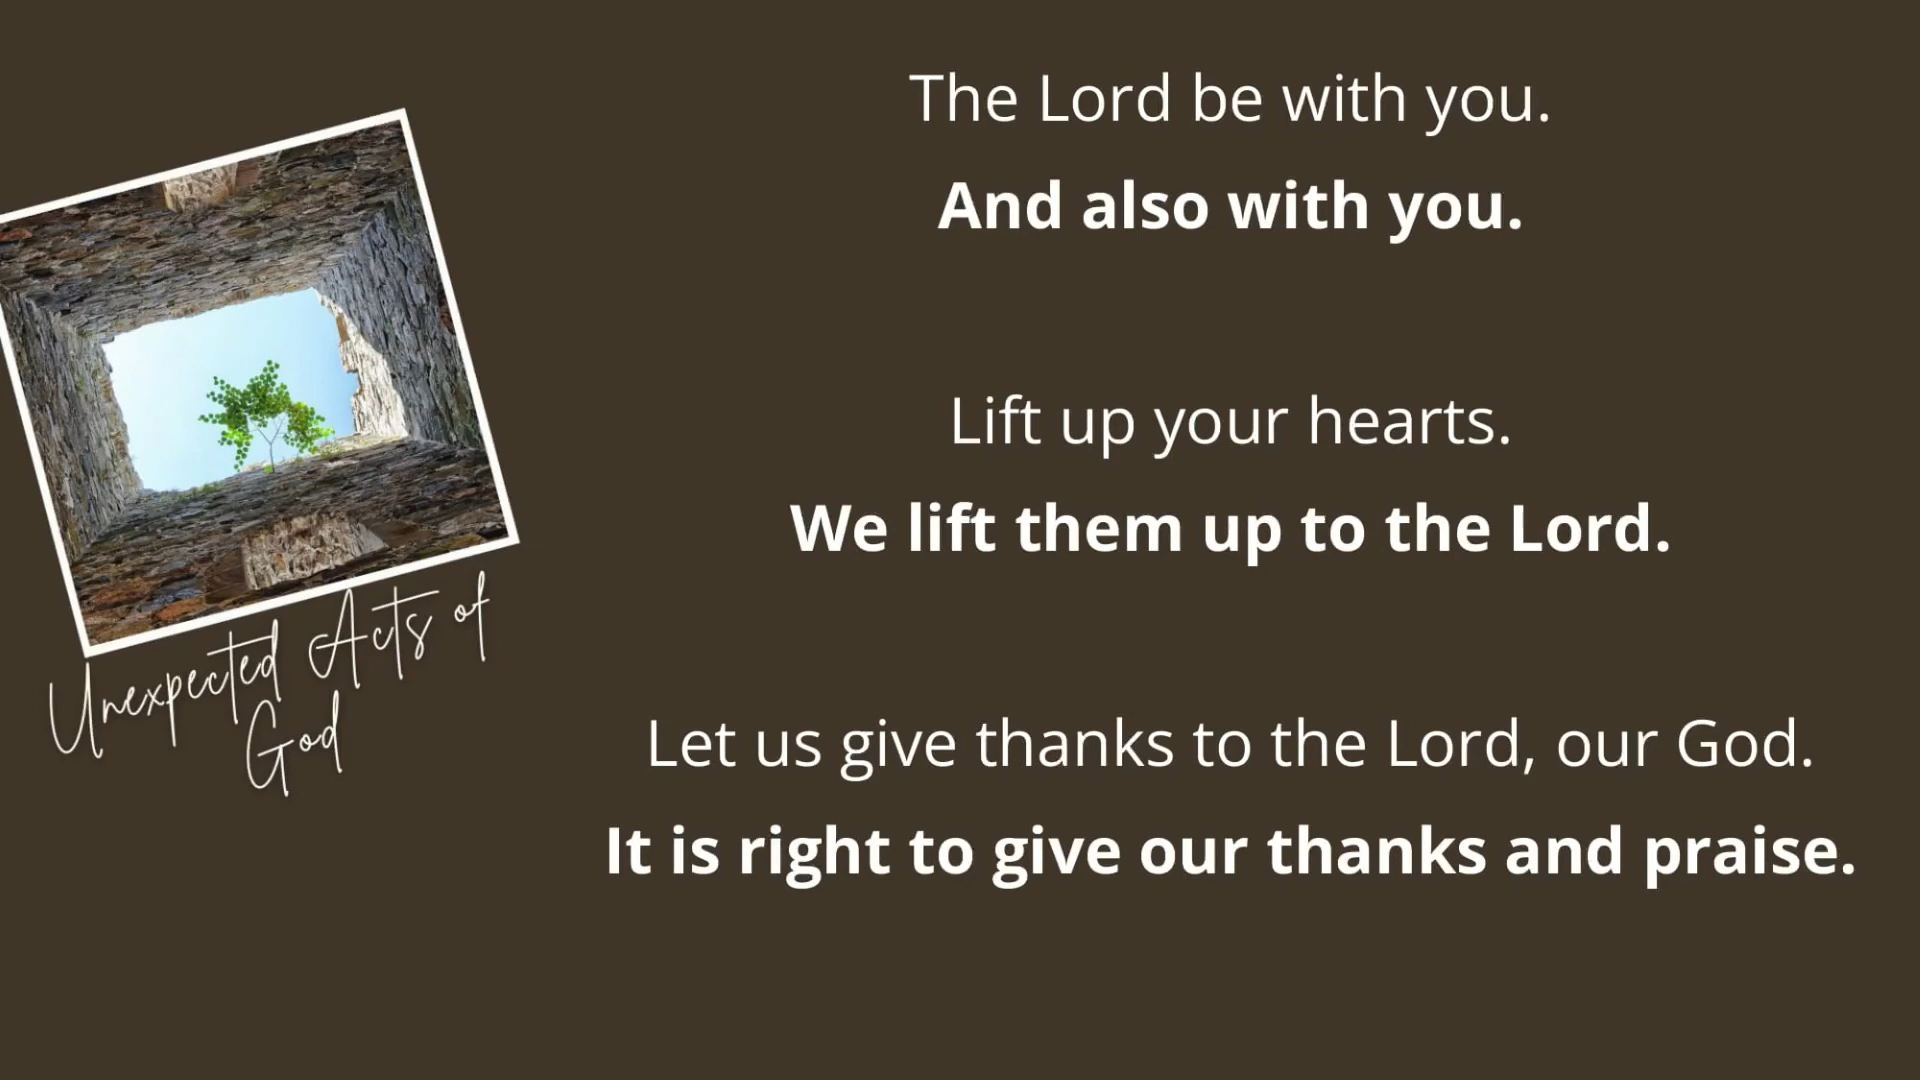 The Lord be with you.
And also with you.
Lift up your hearts.
We lift them up to the Lord.
Let us give thanks to the Lord, our God.
It is right to give our thanks and praise.
Unexpected Acts of
God